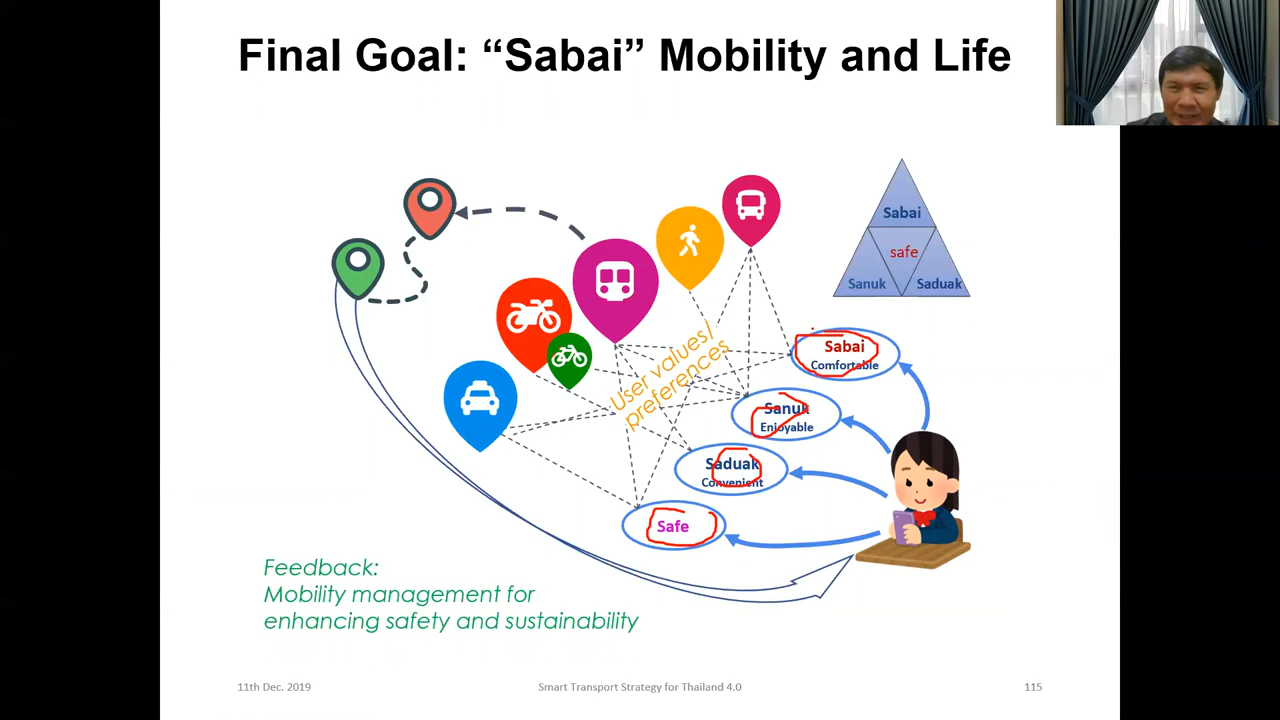 Final Goal: “Sabai” Mobility and Life
Sabai
safe
Sanuk
Saduak
User values/
preferences
Sabai
Comfortable
Sanuk
Enjoyable
Saduak
Convenient
Safe
Feedback:
Mobility management for
enhancing safety and sustainability
11th Dec. 2019
Smart Transport Strategy for Thailand 4.0
115